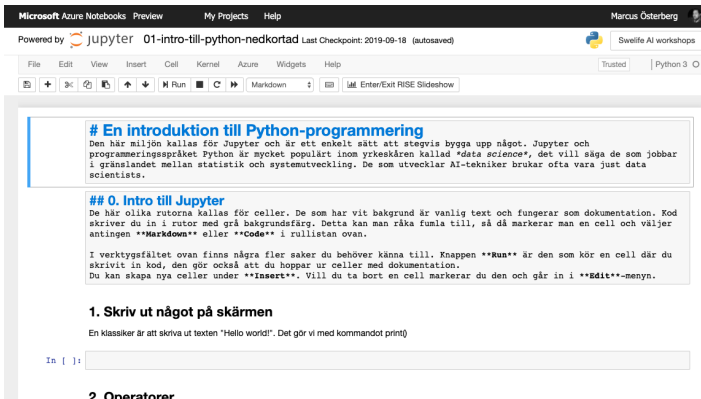 Microsoft Azure Notebooks Preview My Projects Help Marcus Österberg
Powered by jupyter 01-intro-till-python-nedkortad Last Checkpoint: 2019-09-18 (autosaved) Swelife AI workshops
File Edit View Insert Cell Kernel Azure Widgets Help Trusted Python 3
Run Markdown Enter/Exit RISE Slideshow
# En introduktion till Python-programmering
Den här miljön kallas för Jupyter och är ett enkelt sätt att stegvis bygga upp något. Jupyter och
programmeringsspråket Python är mycket populärt inom yrkeskåren kallad *data science*, det vill säga de som jobbar
i gränslandet mellan statistik och systemutveckling. De som utvecklar AI-tekniker brukar ofta vara just data
scientists.
## 0. Intro till Jupyter
De här olika rutorna kallas för celler. De som har vit bakgrund är vanlig text och fungerar som dokumentation. Kod
skriver du in i rutor med grå bakgrundsfärg. Detta kan man råka fumla till, så då markerar man en cell och väljer
antingen **Markdown** eller **Code** i rullistan ovan.
I verktygsfältet ovan finns några fler saker du behöver känna till. Knappen **Run** är den som kör en cell där du
skrivit in kod, den gör också att du hoppar ur celler med dokumentation.
Du kan skapa nya celler under **Insert**. Vill du ta bort en cell markerar du den och går in i **Edit**-menyn.
1. Skriv ut något på skärmen
En klassiker är att skriva ut texten "Hello world!". Det gör vi med kommandot print()
In [ ]:
2. Operatorer